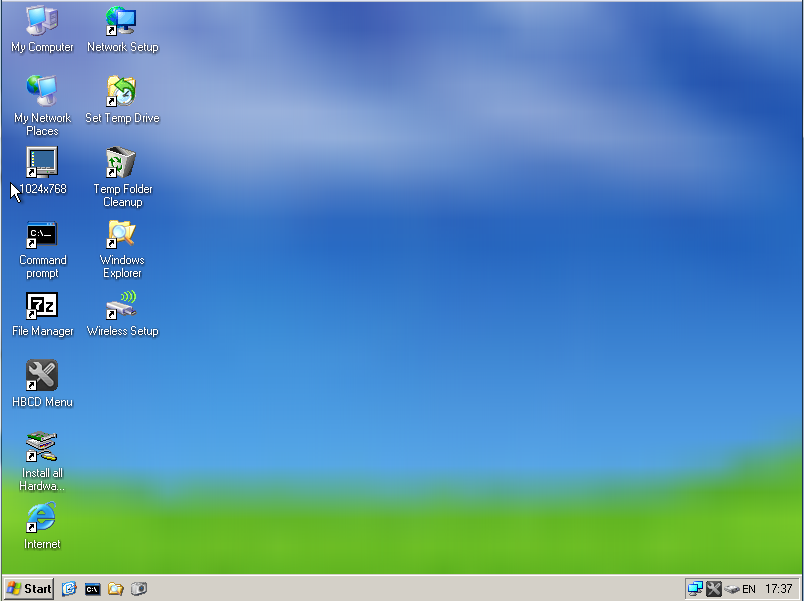 My Computer
Network Setup
My Network
Places
Set Temp Drive
1024x768
Temp Folder
Cleanup
C:\_
Command
prompt
Windows
Explorer
7z
File Manager
Wireless Setup
HBCD Menu
Install all
Hardwa...
Internet
Start
C:\
EN
17:37